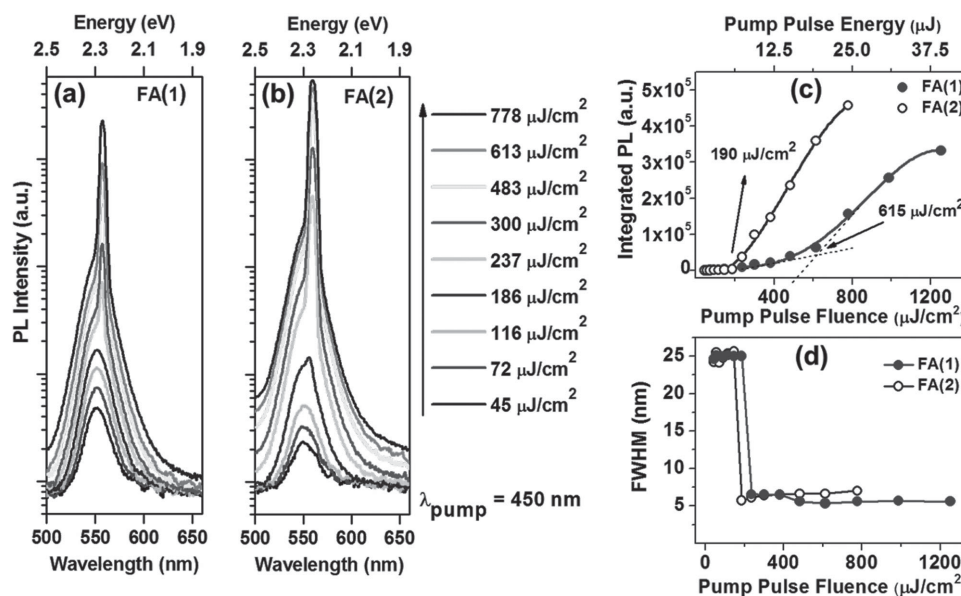 Energy (eV)
2.5 2.3 2.1 1.9
(a) FA(1)
PL Intensity (a.u.)
500 550 600 650
Wavelength (nm)
Energy (eV)
2.5 2.3 2.1 1.9
(b) FA(2)
500 550 600 650
Wavelength (nm)
778 μJ/cm²
613 μJ/cm²
483 μJ/cm²
300 μJ/cm²
237 μJ/cm²
186 μJ/cm²
116 μJ/cm²
72 μJ/cm²
45 μJ/cm²
λpump = 450 nm
Pump Pulse Energy (μJ)
12.5 25.0 37.5
(c)
FA(1)
FA(2)
Integrated PL (a.u.)
5x10⁵
4x10⁵
3x10⁵
2x10⁵
1x10⁵
0
190 μJ/cm²
615 μJ/cm²
400 800 1200
Pump Pulse Fluence (μJ/cm²)
(d)
FA(1)
FA(2)
FWHM (nm)
25
20
15
10
5
0 400 800 1200
Pump Pulse Fluence (μJ/cm²)